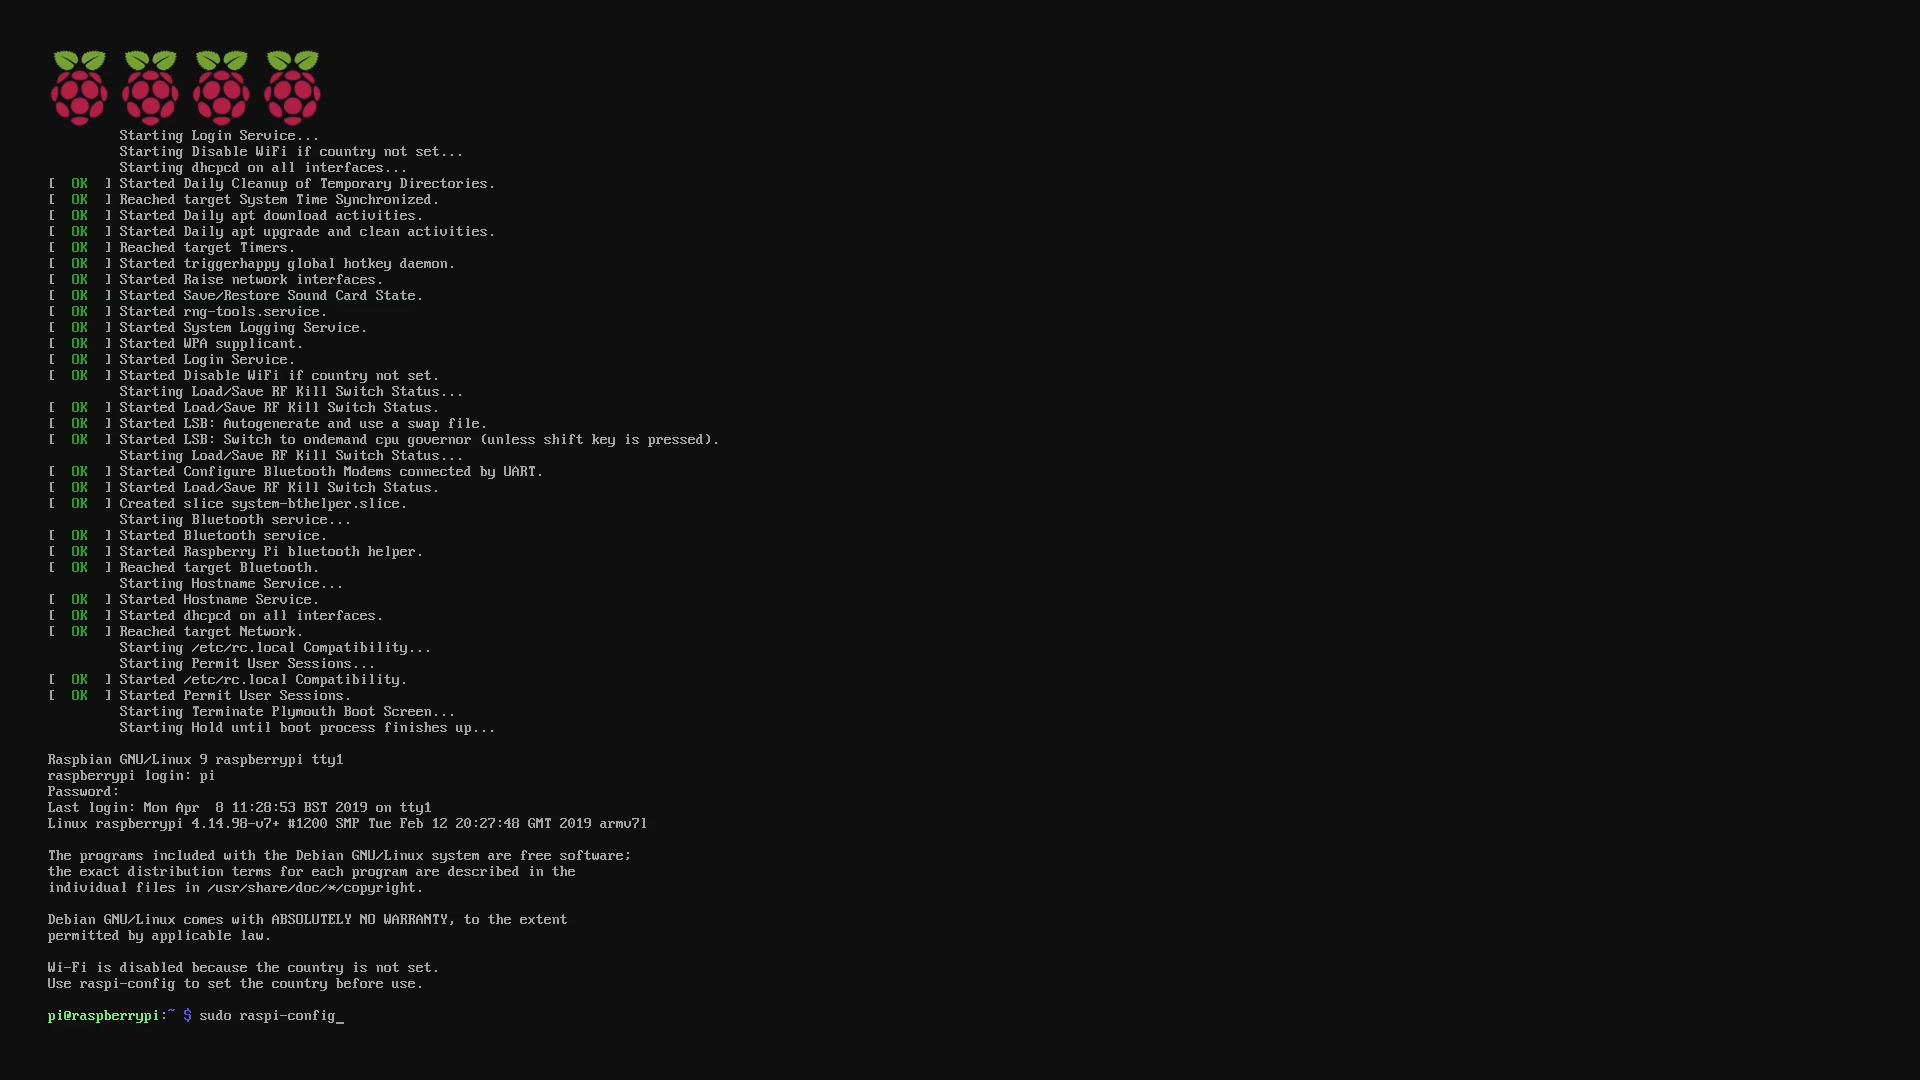 Starting Login Service...
Starting Disable WiFi if country not set...
Starting dhcpcd on all interfaces...
[  OK  ] Started Daily Cleanup of Temporary Directories.
[  OK  ] Reached target System Time Synchronized.
[  OK  ] Started Daily apt download activities.
[  OK  ] Started Daily apt upgrade and clean activities.
[  OK  ] Reached target Timers.
[  OK  ] Started triggerhappy global hotkey daemon.
[  OK  ] Started Raise network interfaces.
[  OK  ] Started Save/Restore Sound Card State.
[  OK  ] Started rng-tools.service.
[  OK  ] Started System Logging Service.
[  OK  ] Started WPA supplicant.
[  OK  ] Started Login Service.
[  OK  ] Started Disable WiFi if country not set.
Starting Load/Save RF Kill Switch Status...
[  OK  ] Started Load/Save RF Kill Switch Status.
[  OK  ] Started LSB: Autogenerate and use a swap file.
[  OK  ] Started LSB: Switch to ondemand cpu governor (unless shift key is pressed).
Starting Load/Save RF Kill Switch Status...
[  OK  ] Started Configure Bluetooth Modems connected by UART.
[  OK  ] Started Load/Save RF Kill Switch Status.
[  OK  ] Created slice system-bthelper.slice.
Starting Bluetooth service...
[  OK  ] Started Bluetooth service.
[  OK  ] Started Raspberry Pi bluetooth helper.
[  OK  ] Reached target Bluetooth.
Starting Hostname Service...
[  OK  ] Started Hostname Service.
[  OK  ] Started dhcpcd on all interfaces.
[  OK  ] Reached target Network.
Starting /etc/rc.local Compatibility...
Starting Permit User Sessions...
[  OK  ] Started /etc/rc.local Compatibility.
[  OK  ] Started Permit User Sessions.
Starting Terminate Plymouth Boot Screen...
Starting Hold until boot process finishes up...
Raspbian GNU/Linux 9 raspberrypi tty1
raspberrypi login: pi
Password:
Last login: Mon Apr  8 11:28:53 BST 2019 on tty1
Linux raspberrypi 4.14.98-v7+ #1200 SMP Tue Feb 12 20:27:48 GMT 2019 armv7l
The programs included with the Debian GNU/Linux system are free software;
the exact distribution terms for each program are described in the
individual files in /usr/share/doc/*/copyright.
Debian GNU/Linux comes with ABSOLUTELY NO WARRANTY, to the extent
permitted by applicable law.
Wi-Fi is disabled because the country is not set.
Use raspi-config to set the country before use.
pi@raspberrypi:~ $ sudo raspi-config_